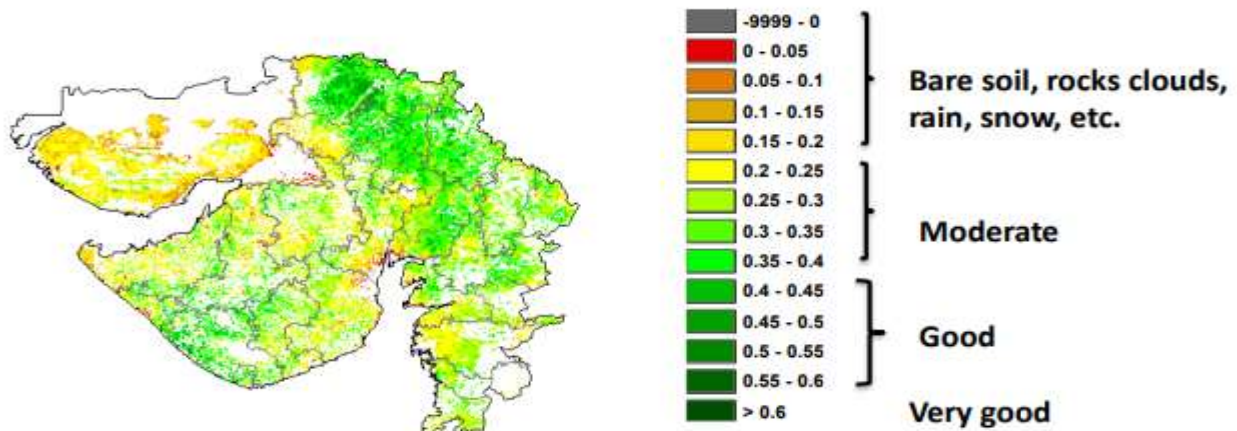 -9999 - 0
0 - 0.05
0.05 - 0.1
0.1 - 0.15
0.15 - 0.2
Bare soil, rocks clouds,
rain, snow, etc.
0.2 - 0.25
0.25 - 0.3
0.3 - 0.35
0.35 - 0.4
Moderate
0.4 - 0.45
0.45 - 0.5
0.5 - 0.55
0.55 - 0.6
Good
> 0.6
Very good